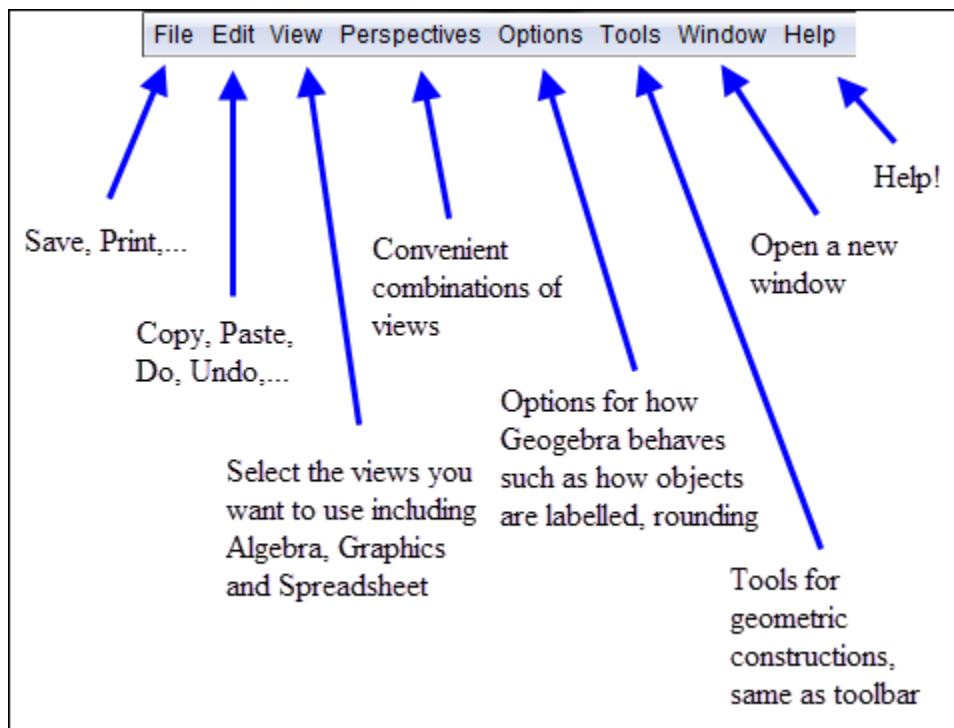 File Edit View Perspectives Options Tools Window Help
Save, Print,...
Copy, Paste,
Do, Undo,...
Select the views you
want to use including
Algebra, Graphics
and Spreadsheet
Convenient
combinations of
views
Options for how
Geogebra behaves
such as how objects
are labelled, rounding
Tools for
geometric
constructions,
same as toolbar
Open a new
window
Help!